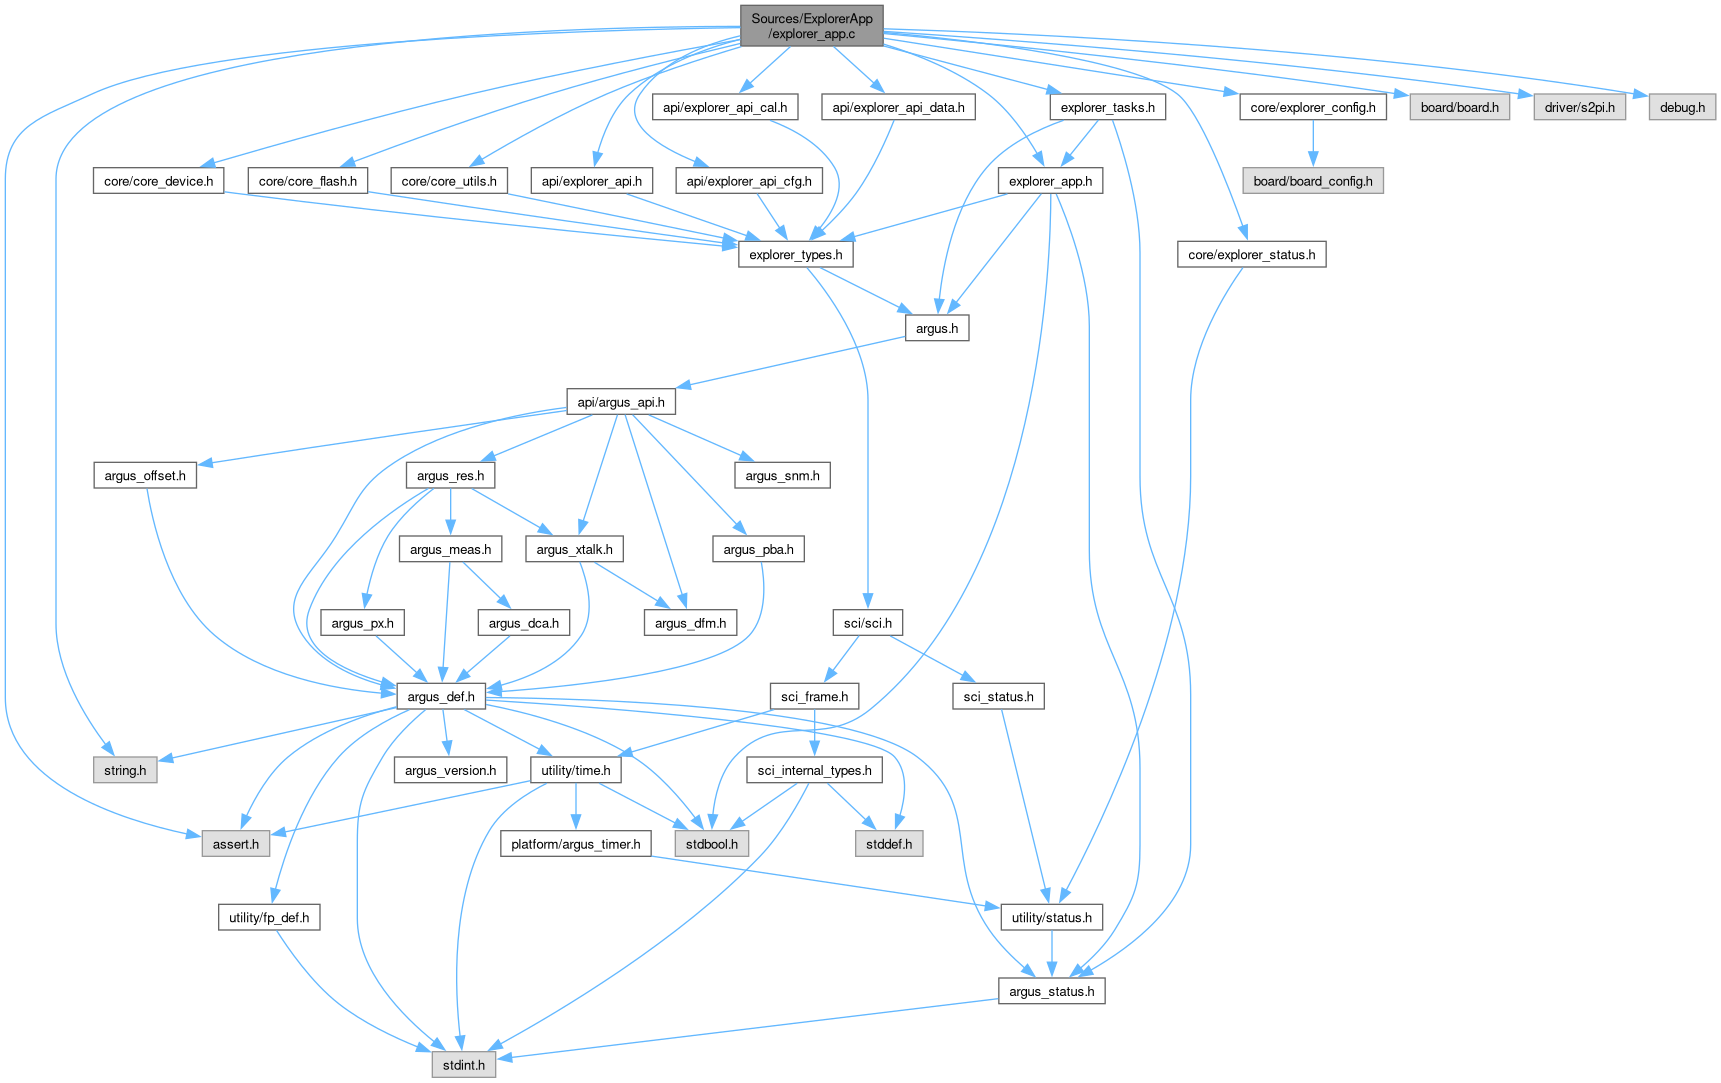 Sources/ExplorerApp
/explorer_app.c
api/explorer_api_cal.h
api/explorer_api_data.h
explorer_tasks.h
core/explorer_config.h
board/board.h
driver/s2pi.h
debug.h
core/core_device.h
core/core_flash.h
core/core_utils.h
api/explorer_api.h
api/explorer_api_cfg.h
explorer_app.h
board/board_config.h
explorer_types.h
core/explorer_status.h
argus.h
api/argus_api.h
argus_offset.h
argus_res.h
argus_snm.h
argus_meas.h
argus_xtalk.h
argus_pba.h
argus_px.h
argus_dca.h
argus_dfm.h
sci/sci.h
argus_def.h
sci_frame.h
sci_status.h
string.h
argus_version.h
utility/time.h
sci_internal_types.h
assert.h
platform/argus_timer.h
stdbool.h
stddef.h
utility/fp_def.h
utility/status.h
argus_status.h
stdint.h